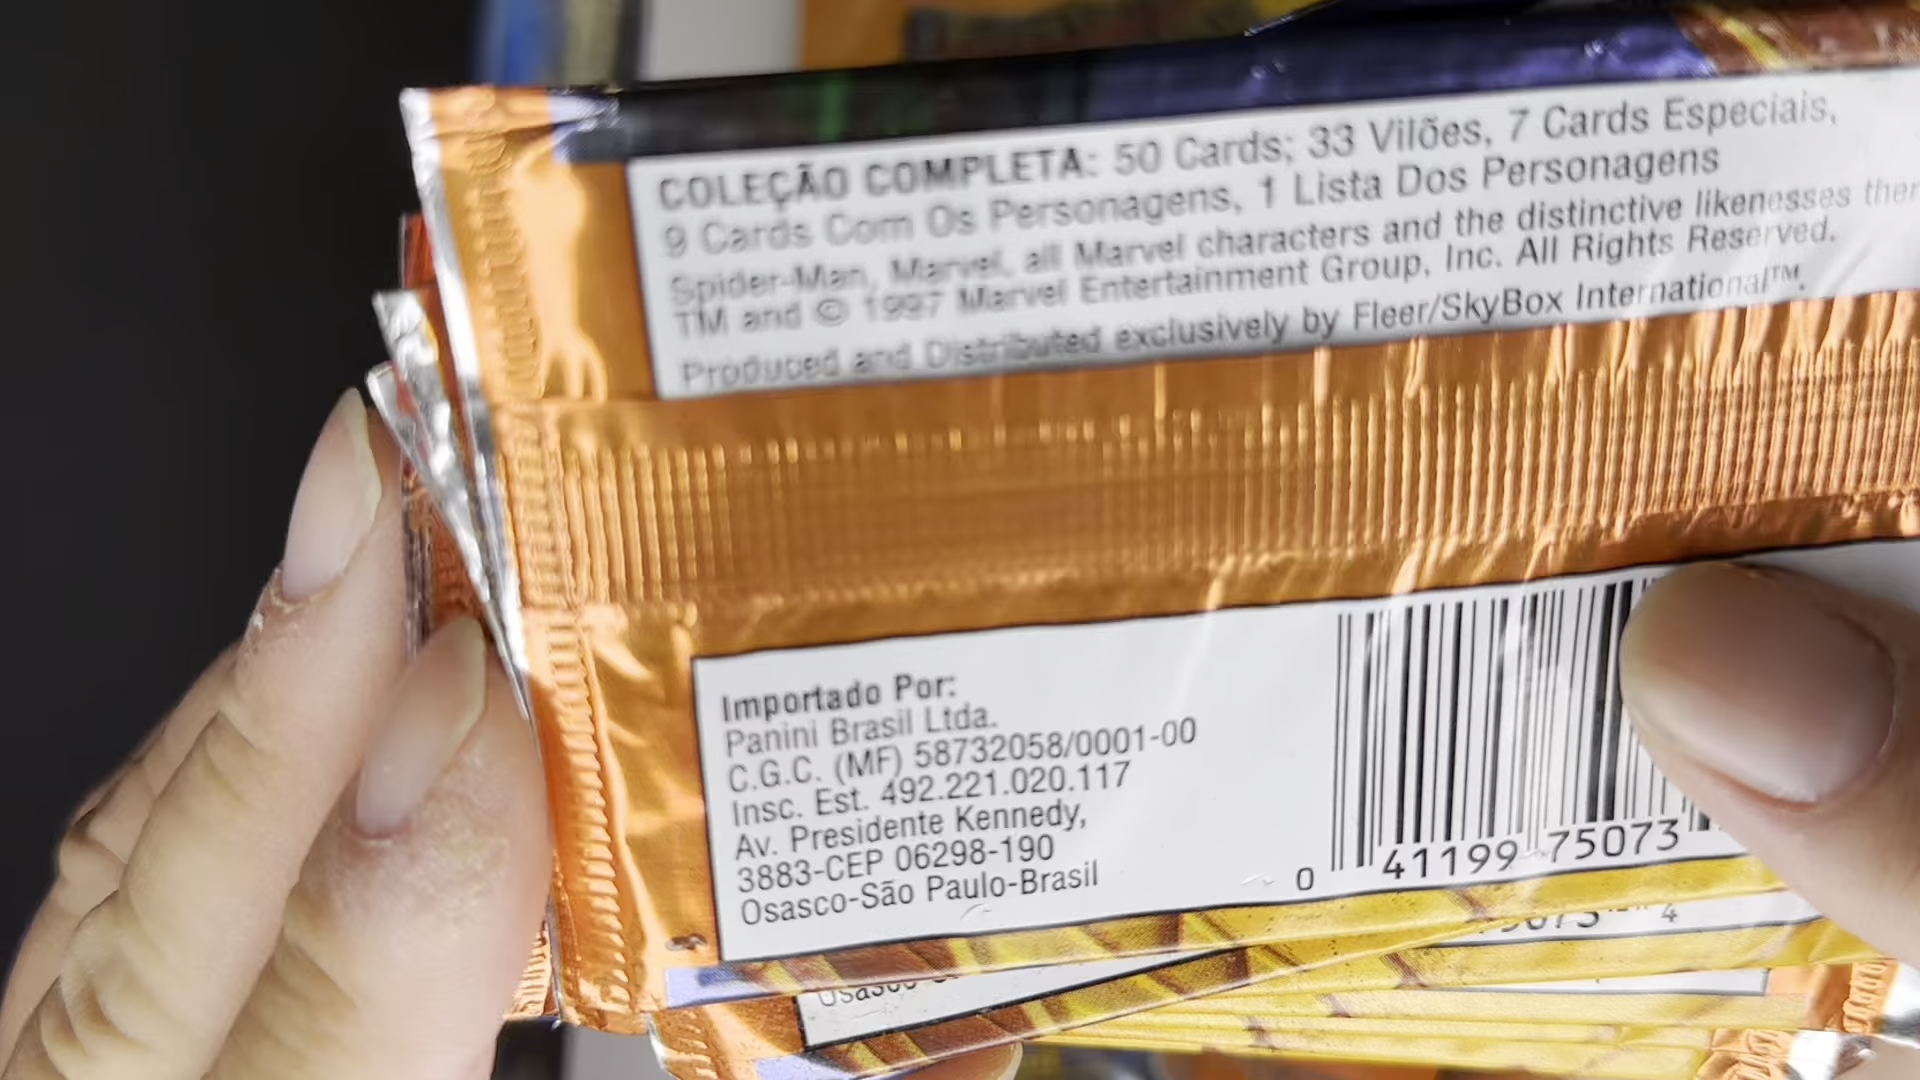 COLEÇÃO COMPLETA: 50 Cards; 33 Vilões, 7 Cards Especiais,
9 Cards Com Os Personagens, 1 Lista Dos Personagens
Spider-Man, Marvel, all Marvel characters and the distinctive likenesses ther
TM and © 1997 Marvel Entertainment Group, Inc. All Rights Reserved.
Produced and Distributed exclusively by Fleer/SkyBox International™.
Importado Por:
Panini Brasil Ltda.
C.G.C. (MF) 58732058/0001-00
Insc. Est. 492.221.020.117
Av. Presidente Kennedy,
3883-CEP 06298-190
Osasco-São Paulo-Brasil
0 41199 75073
4